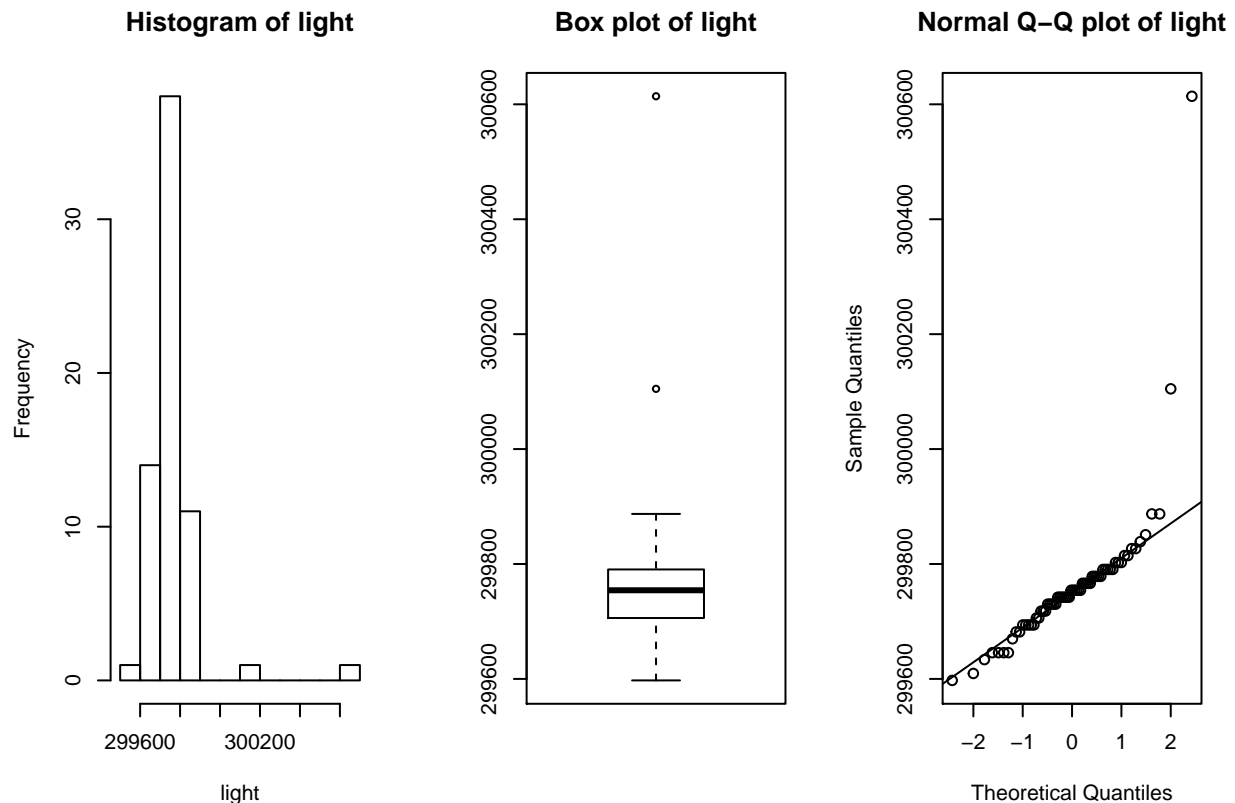 Histogram of light
Frequency
30
20
10
0
299600 300200
light
Box plot of light
300600
300400
300200
300000
299800
299600
Normal Q−Q plot of light
Sample Quantiles
300600
300400
300200
300000
299800
299600
−2 −1 0 1 2
Theoretical Quantiles